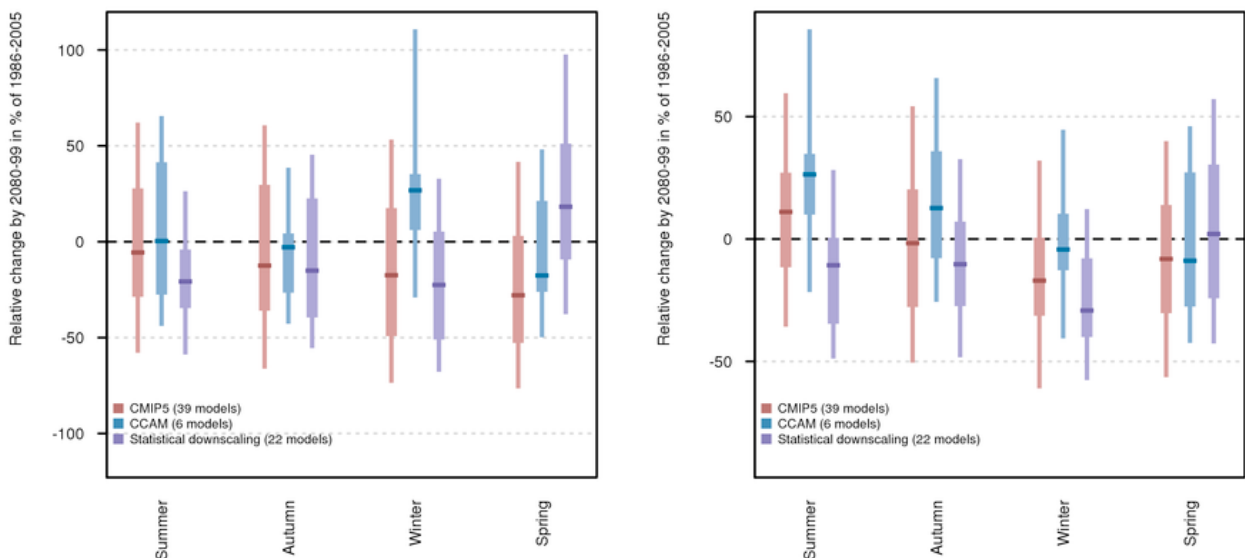 Relative change by 2080-99 in % of 1986-2005
100
50
0
-50
-100
CMIP5 (39 models)
CCAM (6 models)
Statistical downscaling (22 models)
Summer
Autumn
Winter
Spring
Relative change by 2080-99 in % of 1986-2005
50
0
-50
CMIP5 (39 models)
CCAM (6 models)
Statistical downscaling (22 models)
Summer
Autumn
Winter
Spring